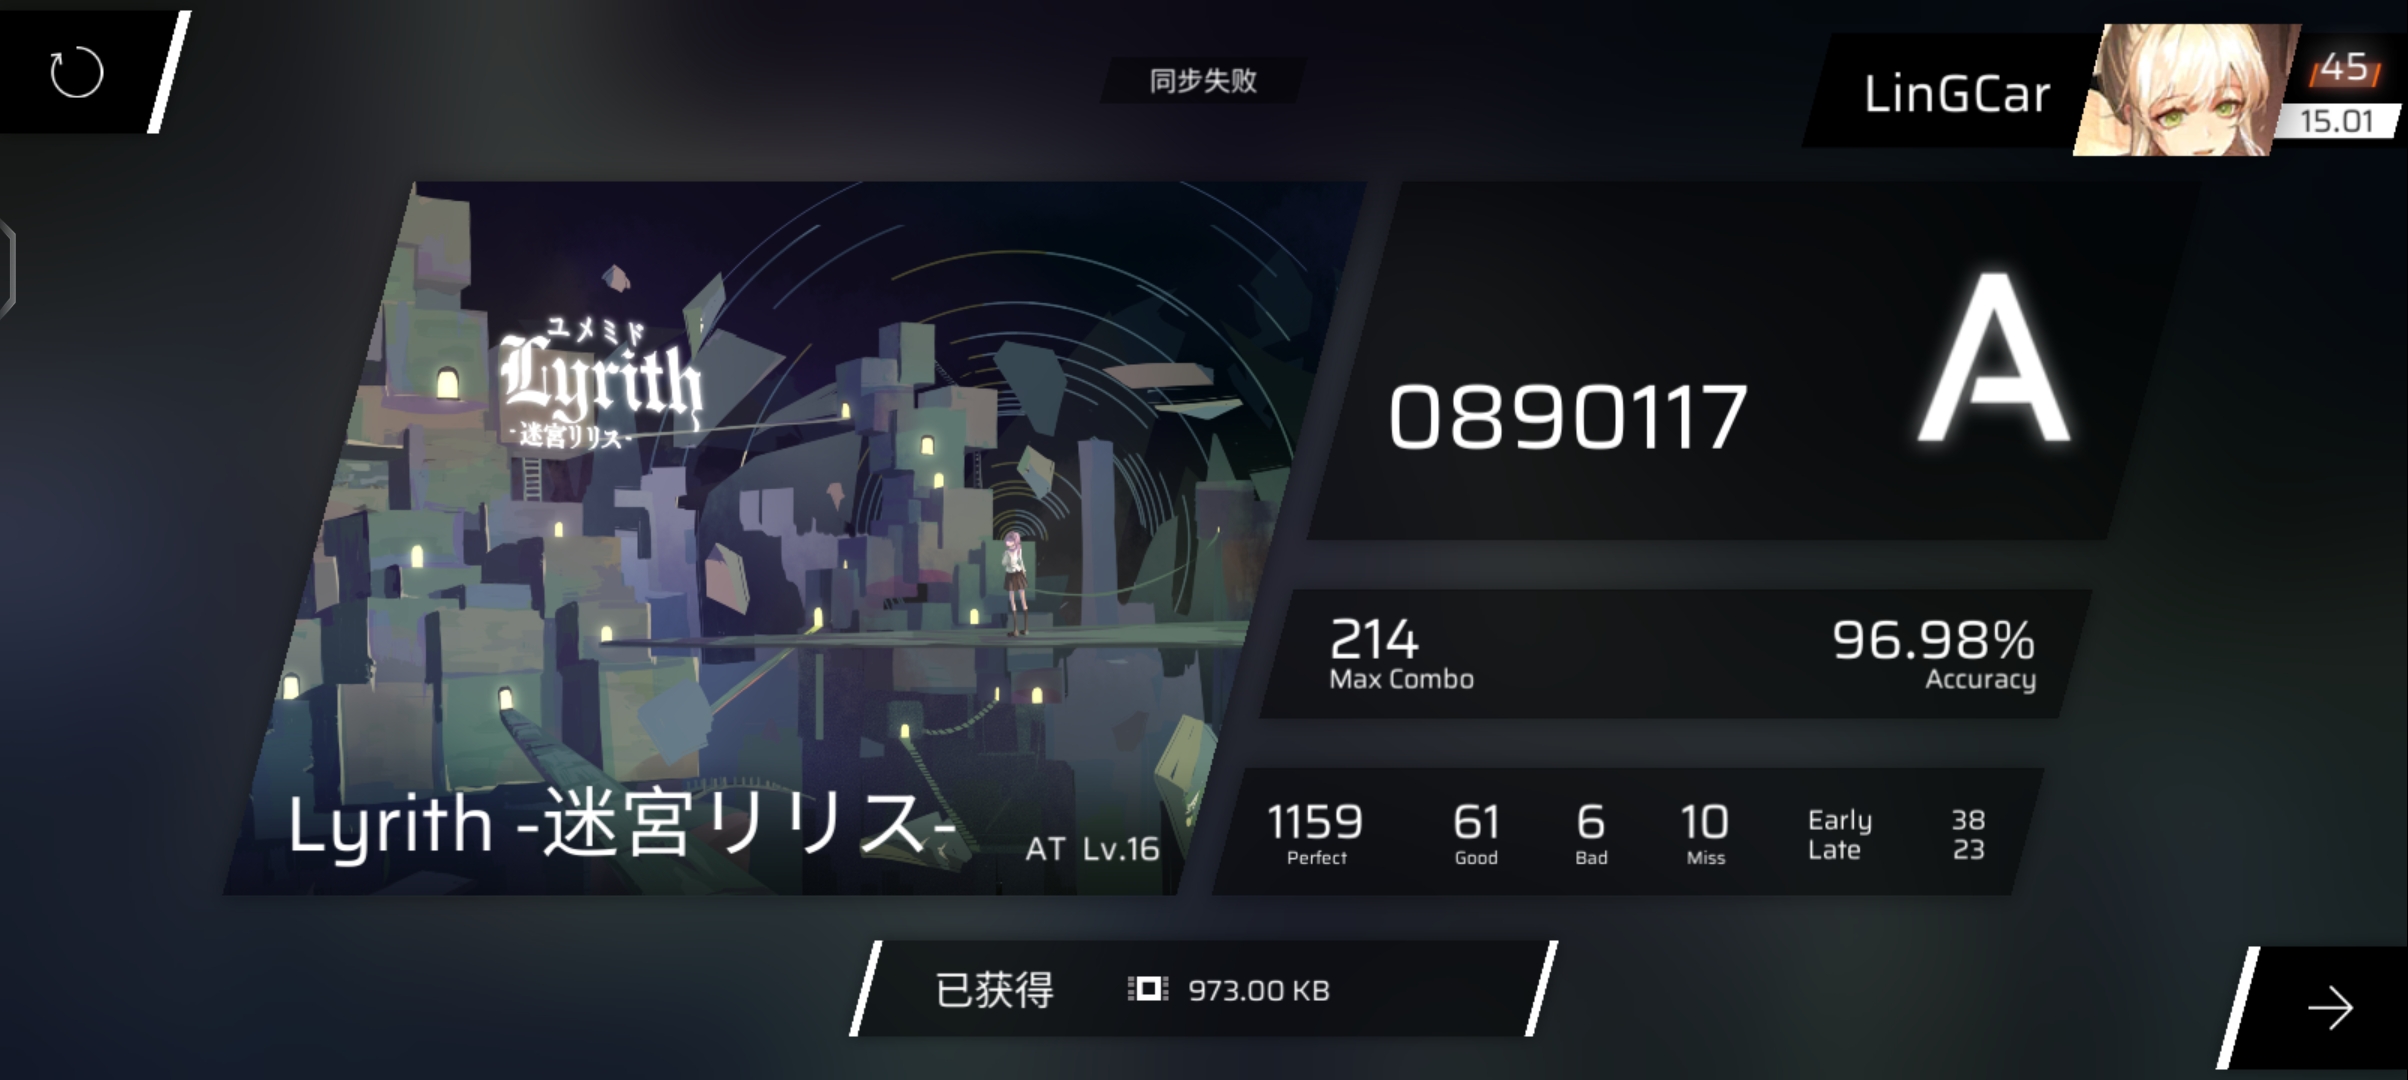 同步失败
LinGCar
45
15.01
ユメミド
Lyrith
-迷宮リリス-
0890117
A
214
Max Combo
96.98%
Accuracy
Lyrith -迷宮リリス-
AT Lv.16
1159 61 6 10
Perfect Good Bad Miss
Early 38
Late 23
已获得 973.00 KB